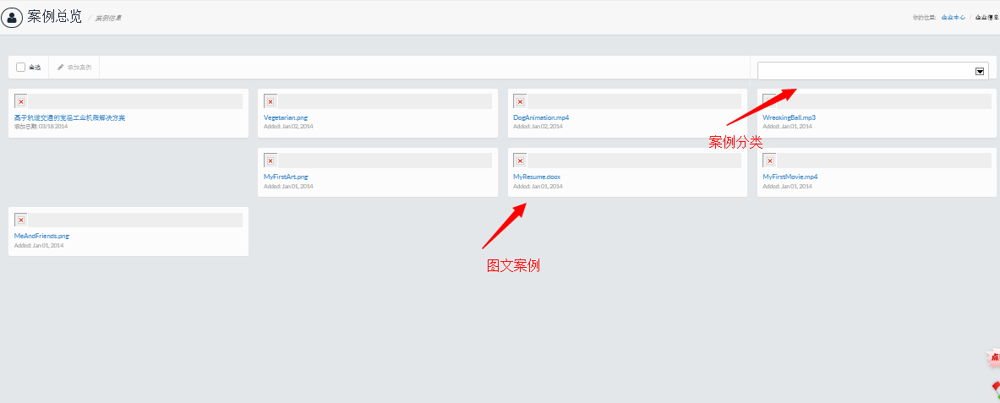 案例总览 / 案例信息
你的位置: 企业中心 / 企业信息
全选
添加案例
基于轨道交通的宽温工业机箱解决方案
添加日期: 03/18 2014
Vegetarian.png
Added: Jan 02, 2014
DogAnimation.mp4
Added: Jan 02, 2014
WreckingBall.mp3
Added: Jan 01, 2014
案例分类
MyFirstArt.png
Added: Jan 01, 2014
MyResume.docx
Added: Jan 01, 2014
MyFirstMovie.mp4
Added: Jan 01, 2014
MeAndFriends.png
Added: Jan 01, 2014
图文案例
点